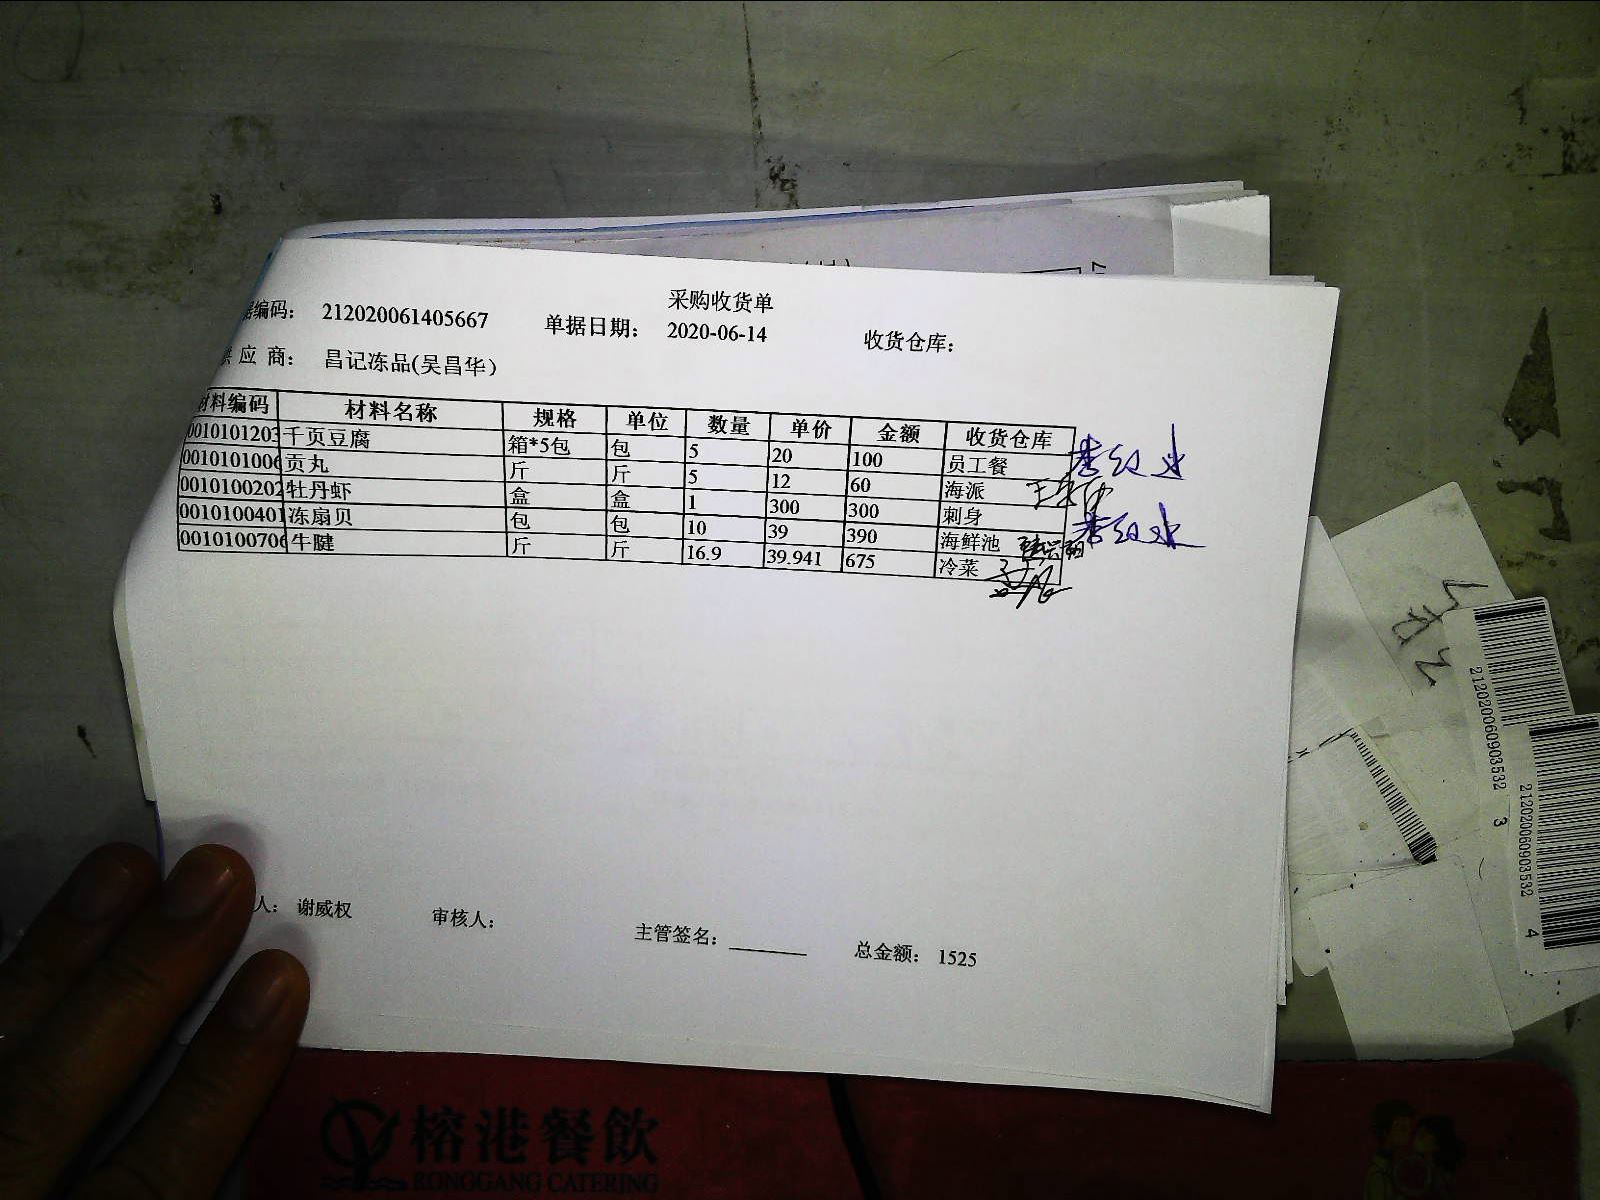 采购收货单
据编码： 212020061405667 单据日期： 2020-06-14 收货仓库：
供 应 商： 昌记冻品(吴昌华)
材料编码 材料名称 规格 单位 数量 单价 金额 收货仓库
0010101203 千页豆腐 箱*5包 包 5 20 100 员工餐
0010101006 贡丸 斤 斤 5 12 60 海派
0010100202 牡丹虾 盒 盒 1 300 300 刺身
0010100401 冻扇贝 包 包 10 39 390 海鲜池
0010100706 牛腱 斤 斤 16.9 39.941 675 冷菜
人： 谢威权 审核人： 主管签名： 总金额： 1525
212020060903532 3
212020060903532 4
榕港餐飲
RONGGANG CATERING